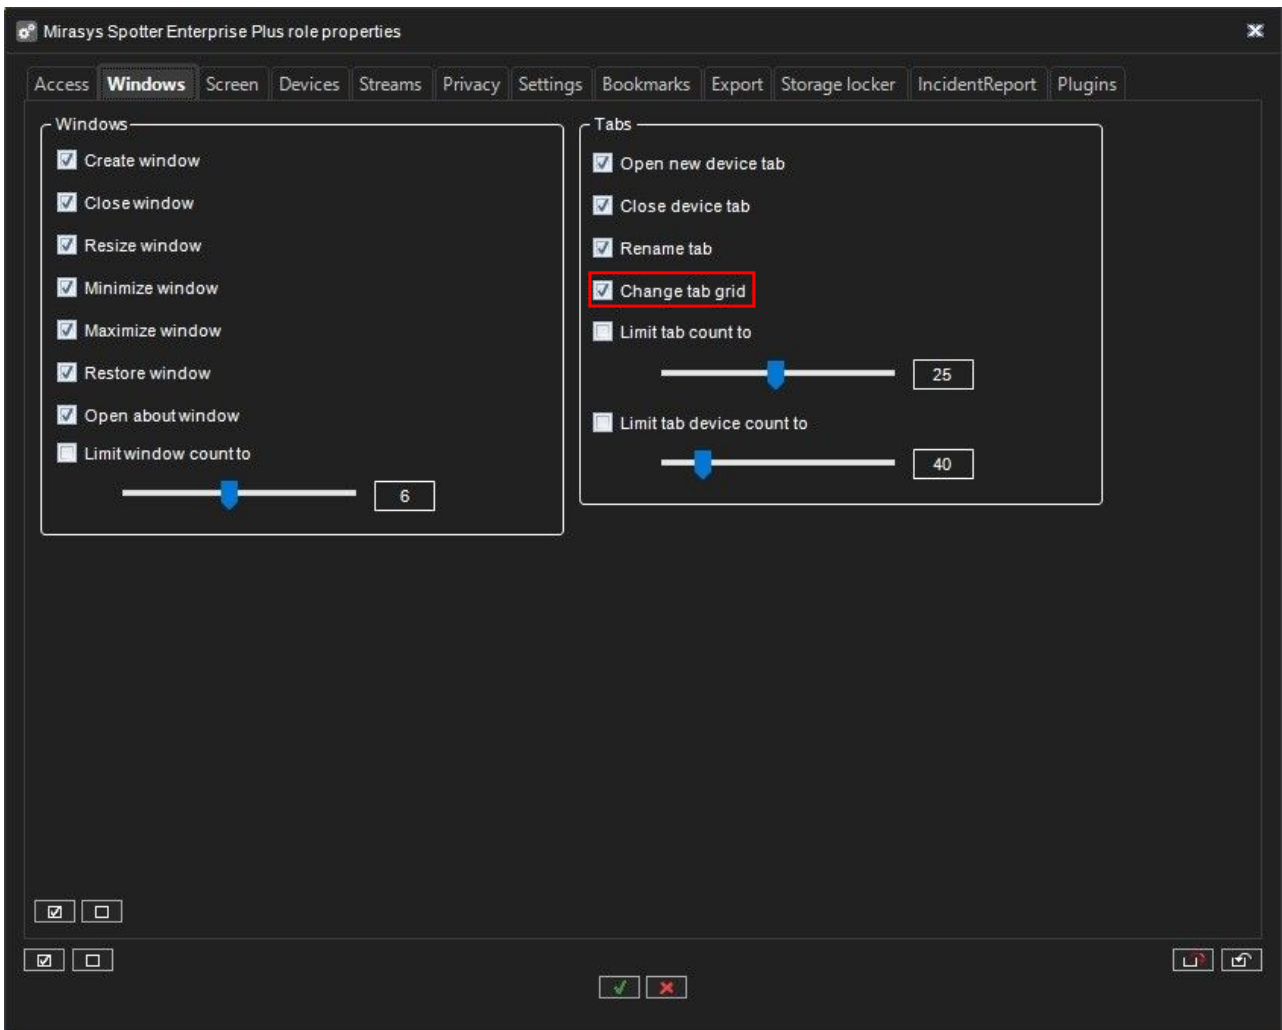 Mirasys Spotter Enterprise Plus role properties
Access Windows Screen Devices Streams Privacy Settings Bookmarks Export Storage locker IncidentReport Plugins
Windows
Create window
Close window
Resize window
Minimize window
Maximize window
Restore window
Open about window
Limit window count to
6
Tabs
Open new device tab
Close device tab
Rename tab
Change tab grid
Limit tab count to
25
Limit tab device count to
40